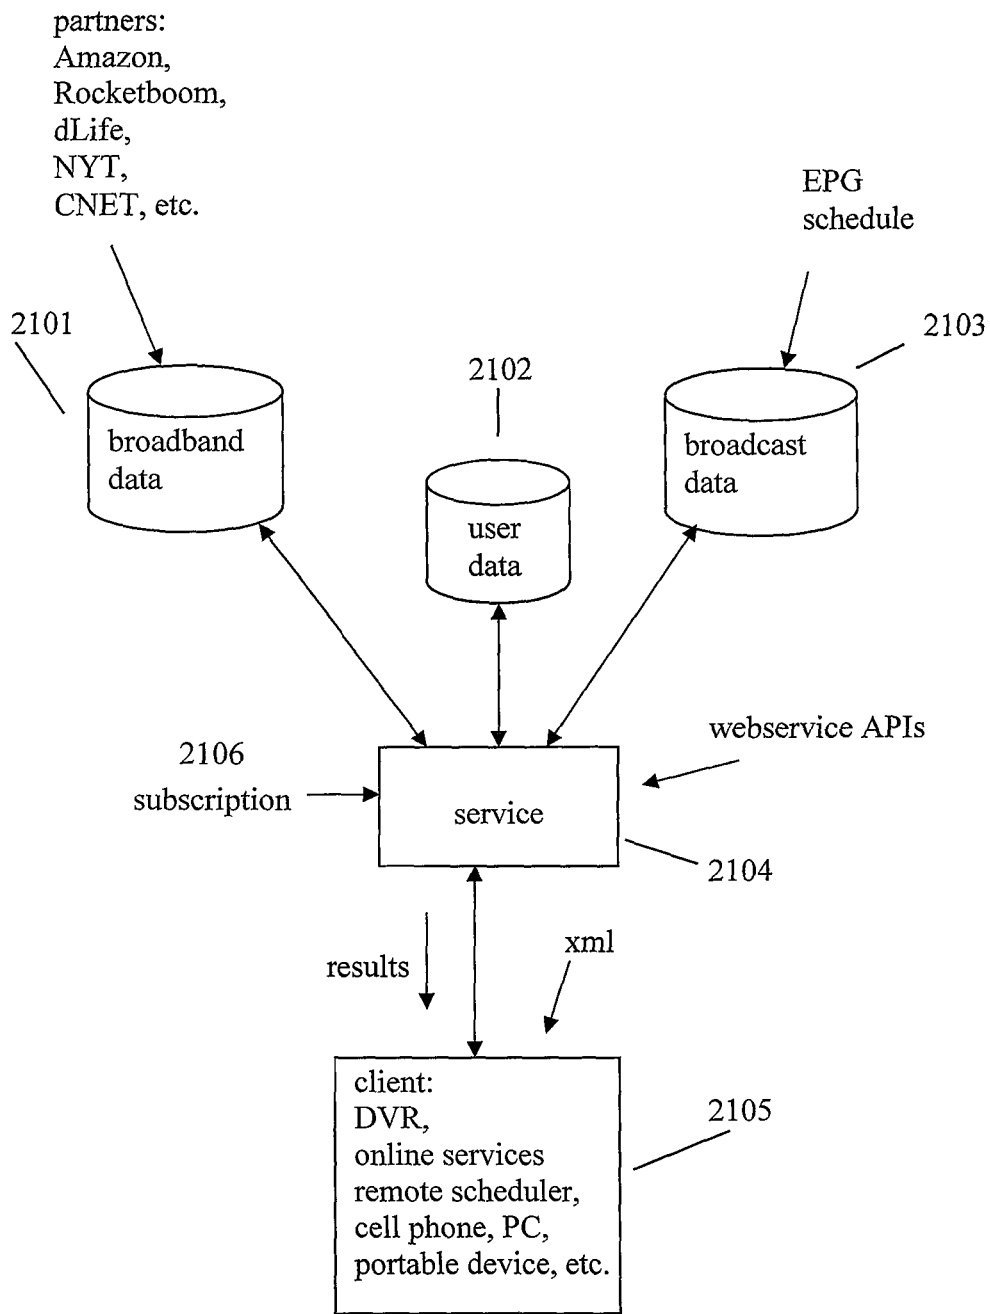 partners:
Amazon,
Rocketboom,
dLife,
NYT,
CNET, etc.
EPG
schedule
2101
2103
2102
broadband
data
user
data
broadcast
data
webservice APIs
2106
subscription
service
2104
results
xml
client:
DVR,
online services
remote scheduler,
cell phone, PC,
portable device, etc.
2105